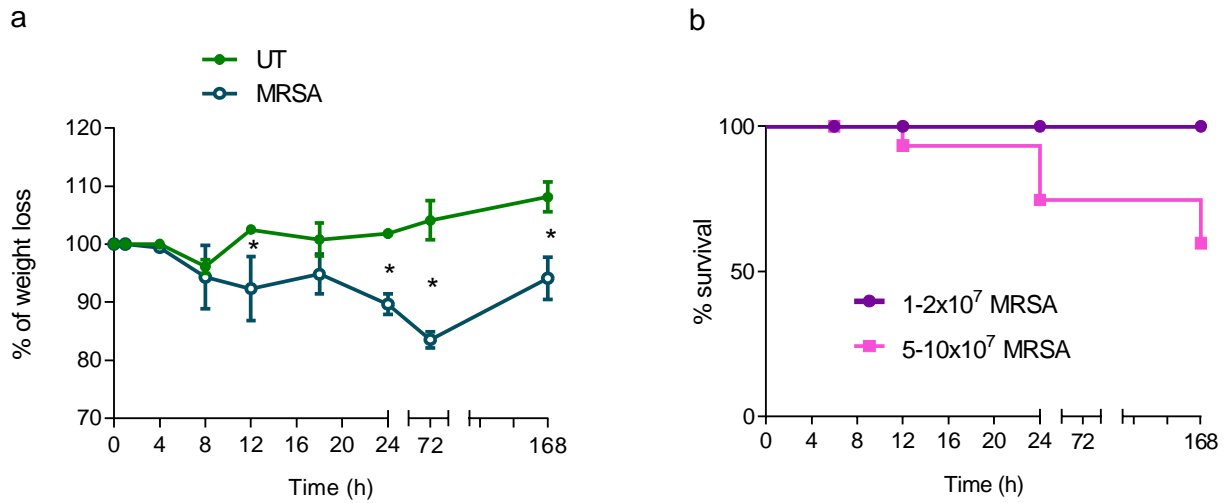 a
UT
MRSA
% of weight loss
120
110
100
90
80
70
*
*
*
*
0 4 8 12 16 20 24 72 168
Time (h)
b
% survival
100
50
0
1-2x10⁷ MRSA
5-10x10⁷ MRSA
0 4 8 12 16 20 24 72 168
Time (h)